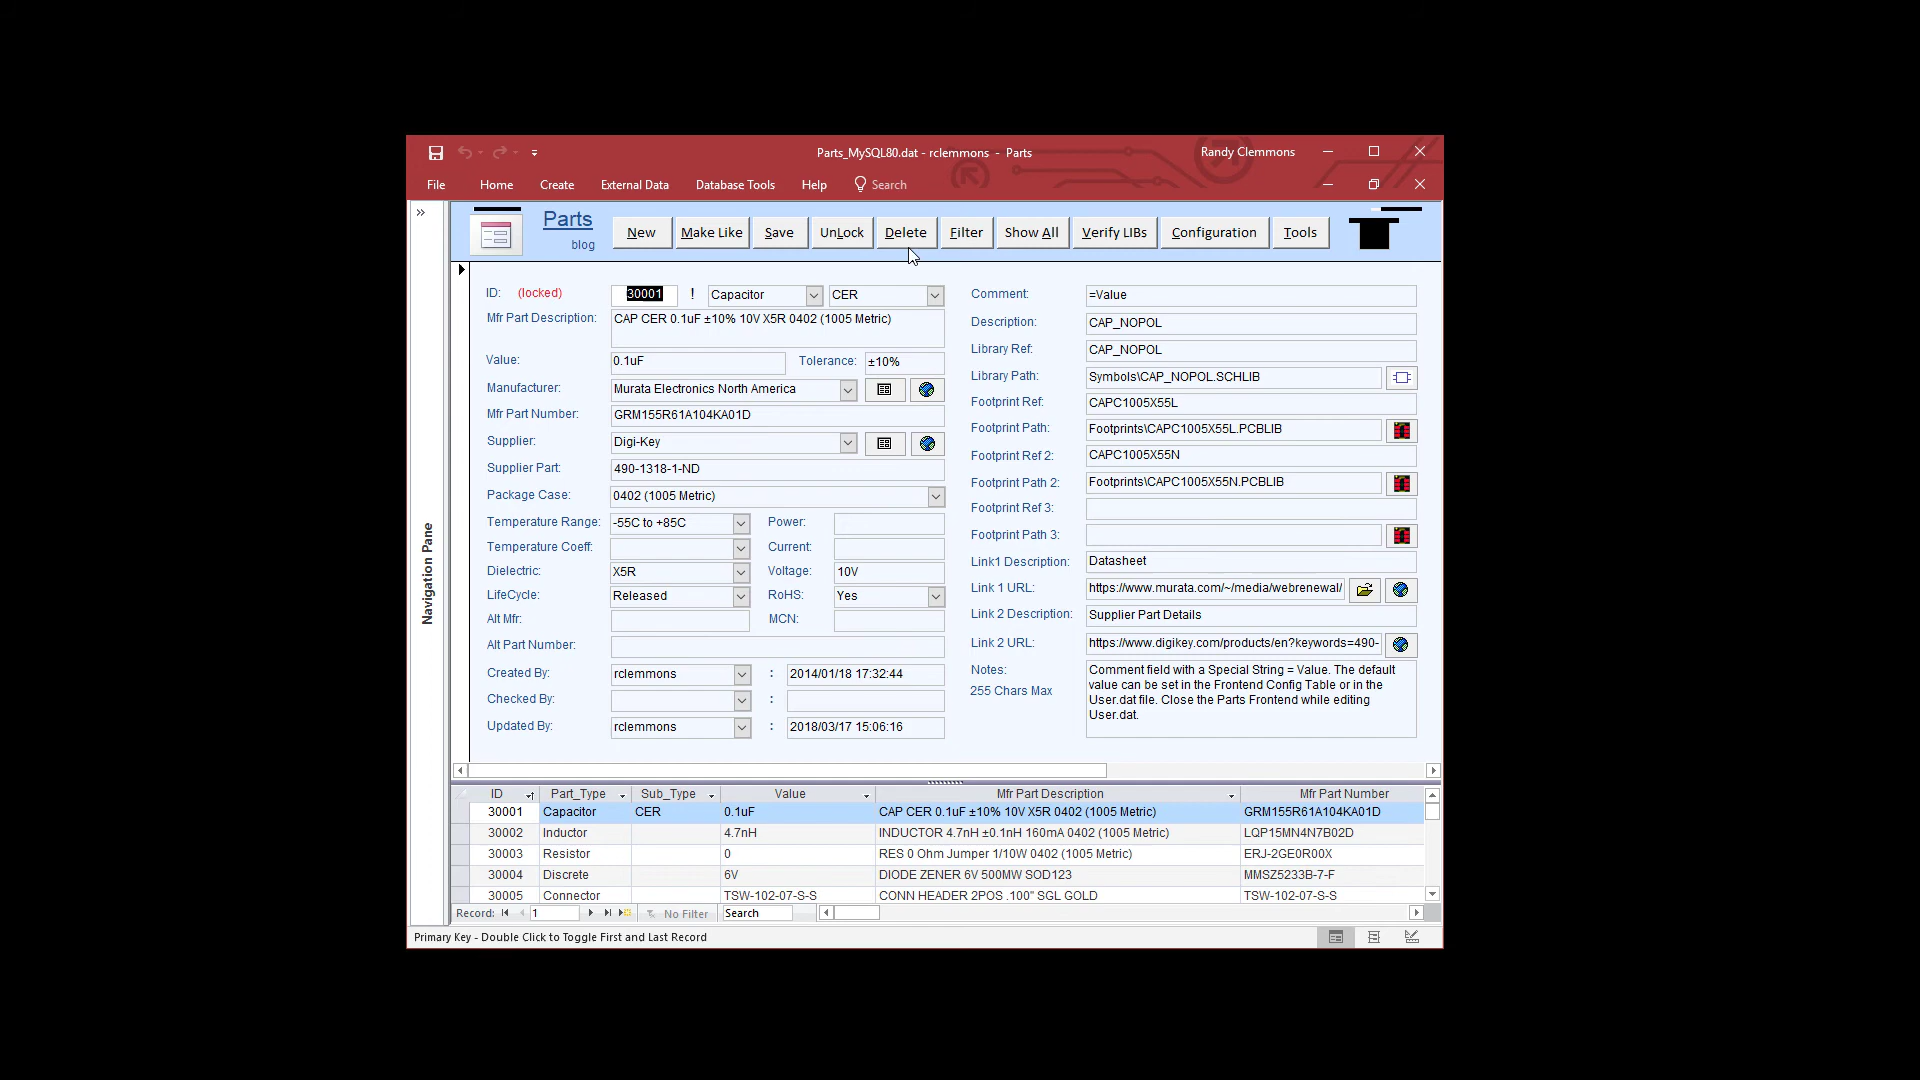 Parts_MySQL80.dat - rclemmons - Parts
Randy Clemmons
File Home Create External Data Database Tools Help Search
Parts
blog
New Make Like Save UnLock Delete Filter Show All Verify LIBs Configuration Tools
Navigation Pane
ID: (locked) 30001 ! Capacitor CER
Mfr Part Description: CAP CER 0.1uF ±10% 10V X5R 0402 (1005 Metric)
Value: 0.1uF Tolerance: ±10%
Manufacturer: Murata Electronics North America
Mfr Part Number: GRM155R61A104KA01D
Supplier: Digi-Key
Supplier Part: 490-1318-1-ND
Package Case: 0402 (1005 Metric)
Temperature Range: -55C to +85C Power:
Temperature Coeff: Current:
Dielectric: X5R Voltage: 10V
LifeCycle: Released RoHS: Yes
Alt Mfr: MCN:
Alt Part Number:
Created By: rclemmons : 2014/01/18 17:32:44
Checked By: :
Updated By: rclemmons : 2018/03/17 15:06:16
Comment: =Value
Description: CAP_NOPOL
Library Ref: CAP_NOPOL
Library Path: Symbols\CAP_NOPOL.SCHLIB
Footprint Ref: CAPC1005X55L
Footprint Path: Footprints\CAPC1005X55L.PCBLIB
Footprint Ref 2: CAPC1005X55N
Footprint Path 2: Footprints\CAPC1005X55N.PCBLIB
Footprint Ref 3:
Footprint Path 3:
Link1 Description: Datasheet
Link 1 URL: https://www.murata.com/~/media/webrenewal/
Link 2 Description: Supplier Part Details
Link 2 URL: https://www.digikey.com/products/en?keywords=490-
Notes:
255 Chars Max
Comment field with a Special String = Value. The default
value can be set in the Frontend Config Table or in the
User.dat file. Close the Parts Frontend while editing
User.dat.
ID Part_Type Sub_Type Value Mfr Part Description Mfr Part Number
30001 Capacitor CER 0.1uF CAP CER 0.1uF ±10% 10V X5R 0402 (1005 Metric) GRM155R61A104KA01D
30002 Inductor 4.7nH INDUCTOR 4.7nH ±0.1nH 160mA 0402 (1005 Metric) LQP15MN4N7B02D
30003 Resistor 0 RES 0 Ohm Jumper 1/10W 0402 (1005 Metric) ERJ-2GE0R00X
30004 Discrete 6V DIODE ZENER 6V 500MW SOD123 MMSZ5233B-7-F
30005 Connector TSW-102-07-S-S CONN HEADER 2POS .100" SGL GOLD TSW-102-07-S-S
Record: 1 No Filter Search
Primary Key - Double Click to Toggle First and Last Record